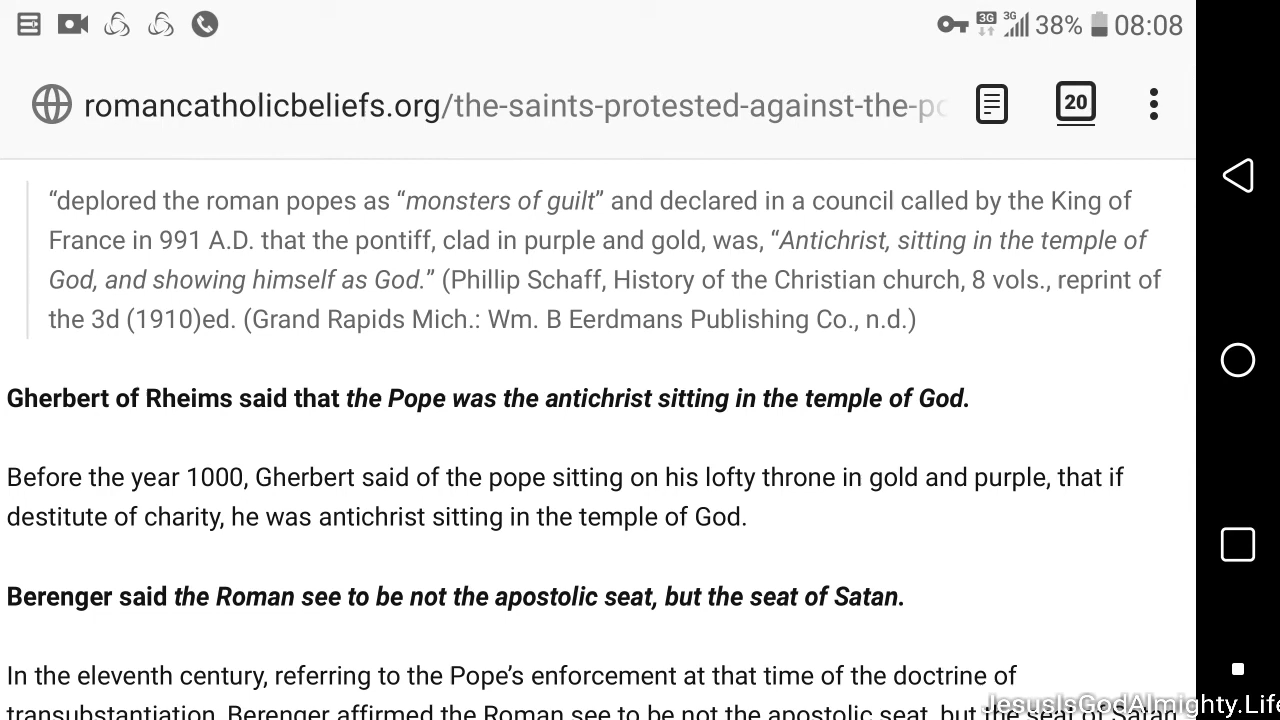 3G 3G 38% 08:08
romancatholicbeliefs.org/the-saints-protested-against-the-po
20
“deplored the roman popes as “monsters of guilt” and declared in a council called by the King of
France in 991 A.D. that the pontiff, clad in purple and gold, was, “Antichrist, sitting in the temple of
God, and showing himself as God.” (Phillip Schaff, History of the Christian church, 8 vols., reprint of
the 3d (1910)ed. (Grand Rapids Mich.: Wm. B Eerdmans Publishing Co., n.d.)
Gherbert of Rheims said that the Pope was the antichrist sitting in the temple of God.
Before the year 1000, Gherbert said of the pope sitting on his lofty throne in gold and purple, that if
destitute of charity, he was antichrist sitting in the temple of God.
Berenger said the Roman see to be not the apostolic seat, but the seat of Satan.
In the eleventh century, referring to the Pope’s enforcement at that time of the doctrine of
transubstantiation, Berenger affirmed the Roman see to be not the apostolic seat, but the seat of Satan
JesusIsGodAlmighty.Life